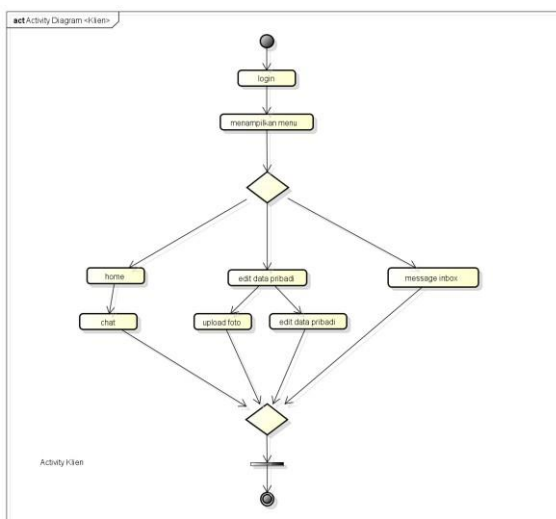 act Activity Diagram <Klien>
login
menampilkan menu
home
edit data pribadi
message inbox
chat
upload foto
edit data pribadi
Activity Klien